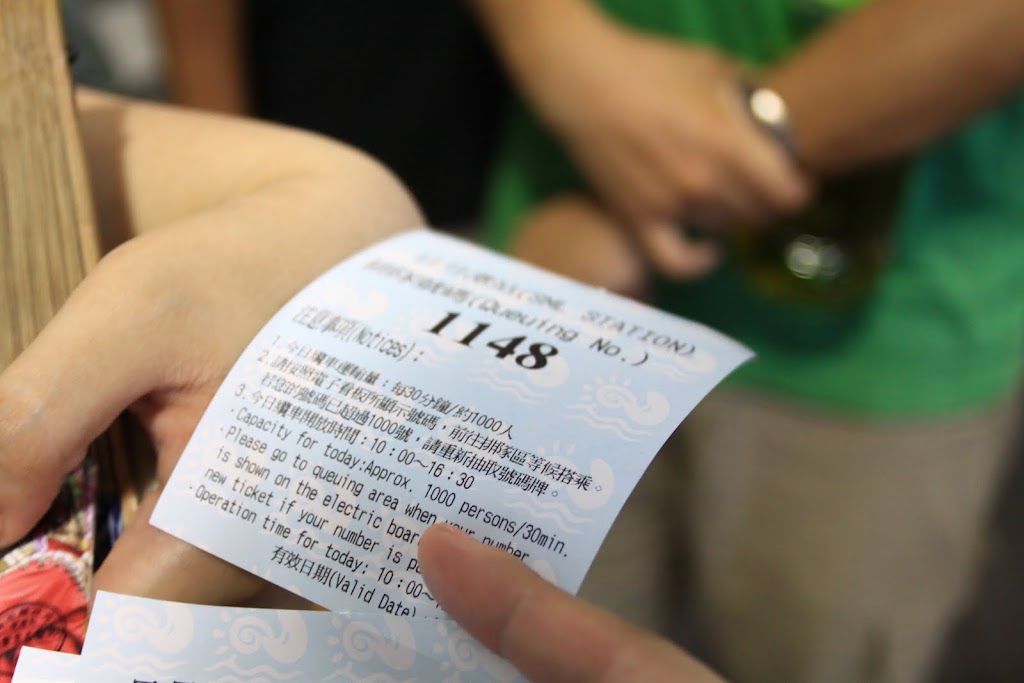 STATION)
號碼(Queuing No.)
1148
注意事項(Notices):
1. 今日纜車運輸量：每30分鐘/約1000人
2. 請依照電子看板所顯示號碼，前往排隊區等候搭乘。
若您的號碼已超過1000號，請重新抽取號碼牌。
3. 今日纜車開放時間：10：00～16：30
·Capacity for today:Approx. 1000 persons/30min.
·Please go to queuing area when your number
is shown on the electric boar
new ticket if your number is p
·Operation time for today: 10：00～
有效日期(Valid Date)